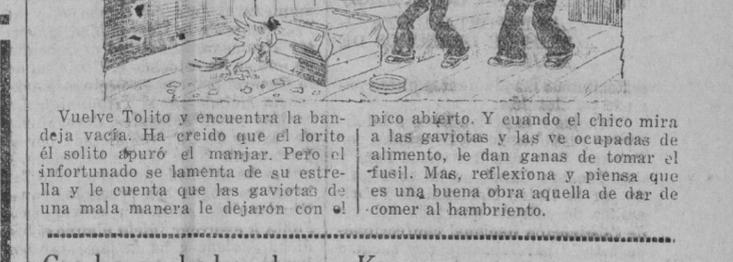 Vuelve Tolito y encuentra la ban-
deja vacía. Ha creido que el lorito
él solito apuró el manjar. Pero el
infortunado se lamenta de su estre-
lla y le cuenta que las gaviotas de
una mala manera le dejarón con el
pico abierto. Y cuando el chico mira
a las gaviotas y las ve ocupadas de
alimento, le dan ganas de tomar el
fusil. Mas, reflexiona y piensa que
es una buena obra aquella de dar de
comer al hambriento.